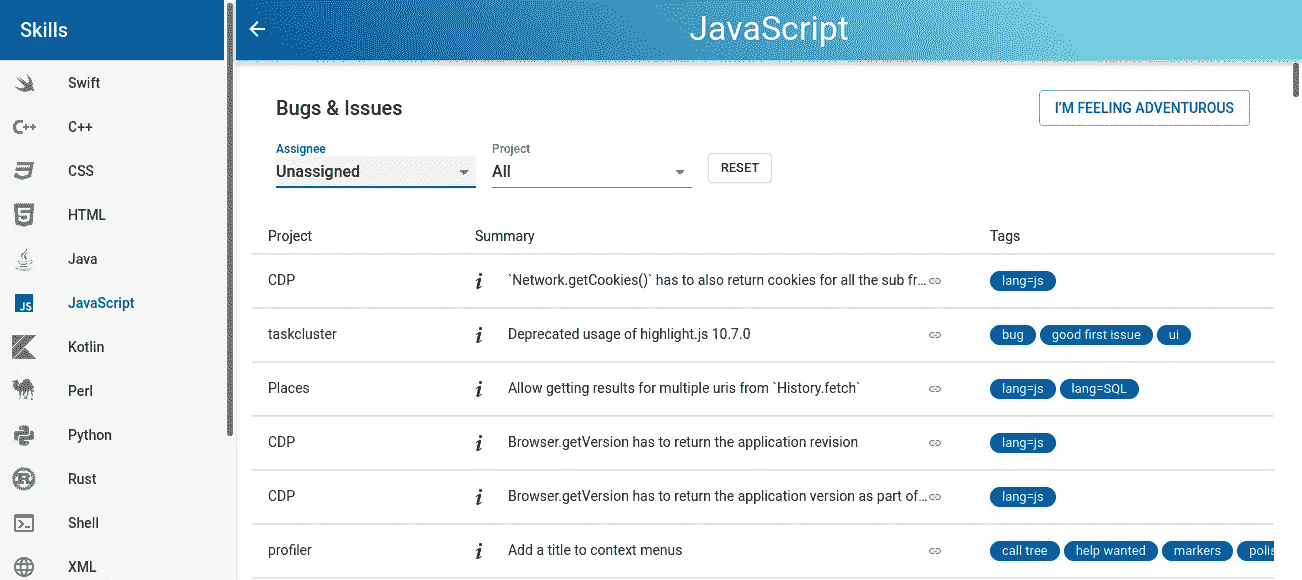 Skills
JavaScript
Swift
C++
CSS
HTML
Java
JavaScript
Kotlin
Perl
Python
Rust
Shell
XML
Bugs & Issues
I'M FEELING ADVENTUROUS
Assignee
Project
Unassigned
All
RESET
Project Summary Tags
CDP `Network.getCookies()` has to also return cookies for all the sub fr... lang=js
taskcluster Deprecated usage of highlight.js 10.7.0 bug good first issue ui
Places Allow getting results for multiple uris from `History.fetch` lang=js lang=SQL
CDP Browser.getVersion has to return the application revision lang=js
CDP Browser.getVersion has to return the application version as part of... lang=js
profiler Add a title to context menus call tree help wanted markers polis